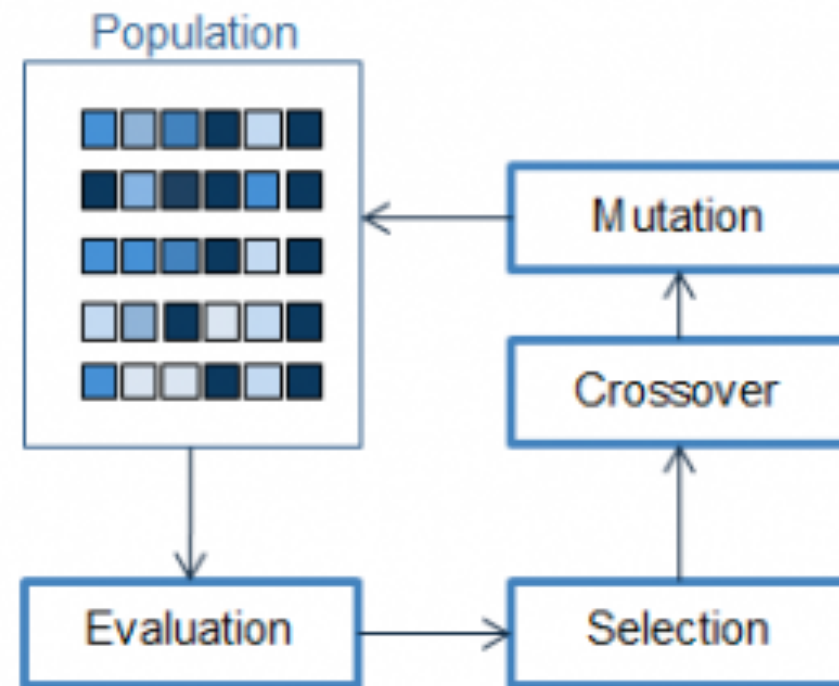 Population
Mutation
Crossover
Evaluation
Selection